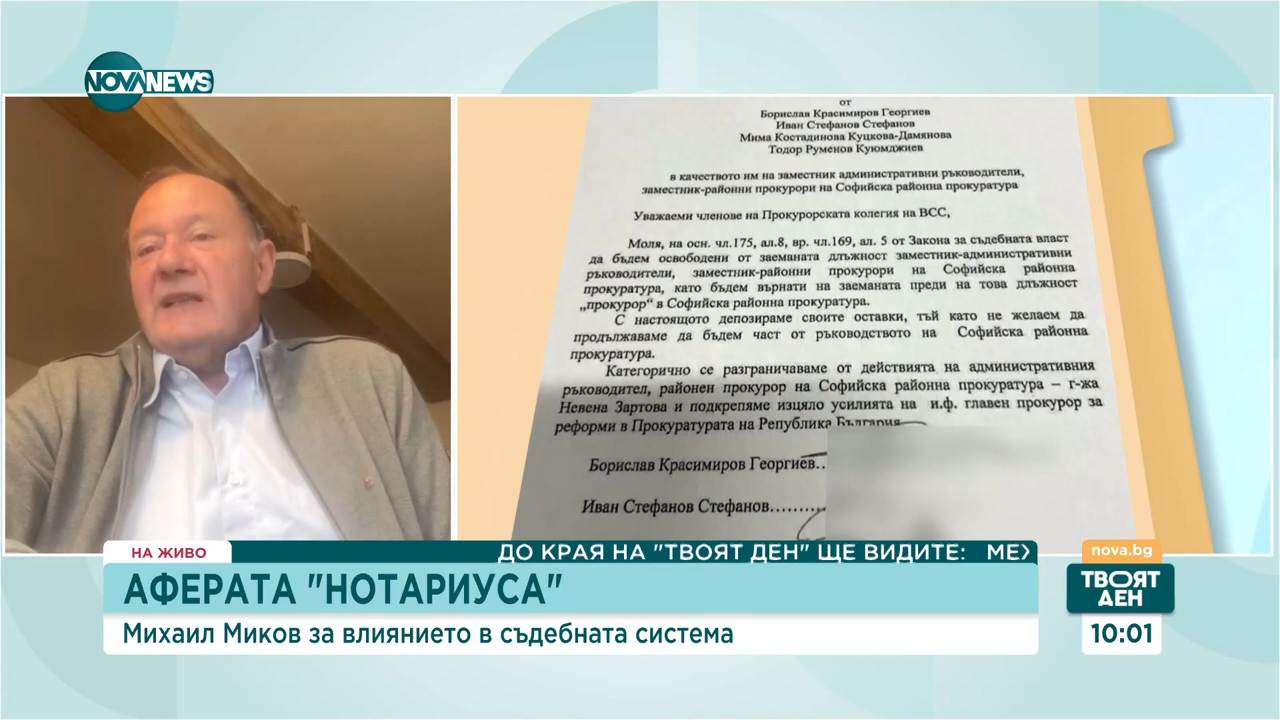 NOVANEWS
от
Борислав Красимиров Георгиев
Иван Стефанов Стефанов
Мима Костадинова Куцкова-Дамянова
Тодор Руменов Куюмджиев
в качеството им на заместник административни ръководители,
заместник-районни прокурори на Софийска районна прокуратура
Уважаеми членове на Прокурорската колегия на ВСС,
Моля, на осн. чл.175, ал.8, вр. чл.169, ал. 5 от Закона за съдебната власт
да бъдем освободени от заеманата длъжност заместник-административни
ръководители, заместник-районни прокурори на Софийска районна
прокуратура, като бъдем върнати на заеманата преди на това длъжност
„прокурор“ в Софийска районна прокуратура.
С настоящото депозираме своите оставки, тъй като не желаем да
продължаваме да бъдем част от ръководството на Софийска районна
прокуратура.
Категорично се разграничаваме от действията на административния
ръководител, районен прокурор на Софийска районна прокуратура – г-жа
Невена Зартова и подкрепяме изцяло усилията на и.ф. главен прокурор за
реформи в Прокуратурата на Република България
Борислав Красимиров Георгиев..
Иван Стефанов Стефанов.........
НА ЖИВО
ДО КРАЯ НА "ТВОЯТ ДЕН" ЩЕ ВИДИТЕ: МЕЖ
АФЕРАТА "НОТАРИУСА"
Михаил Миков за влиянието в съдебната система
nova.bg
ТВОЯТ
ДЕН
10:01